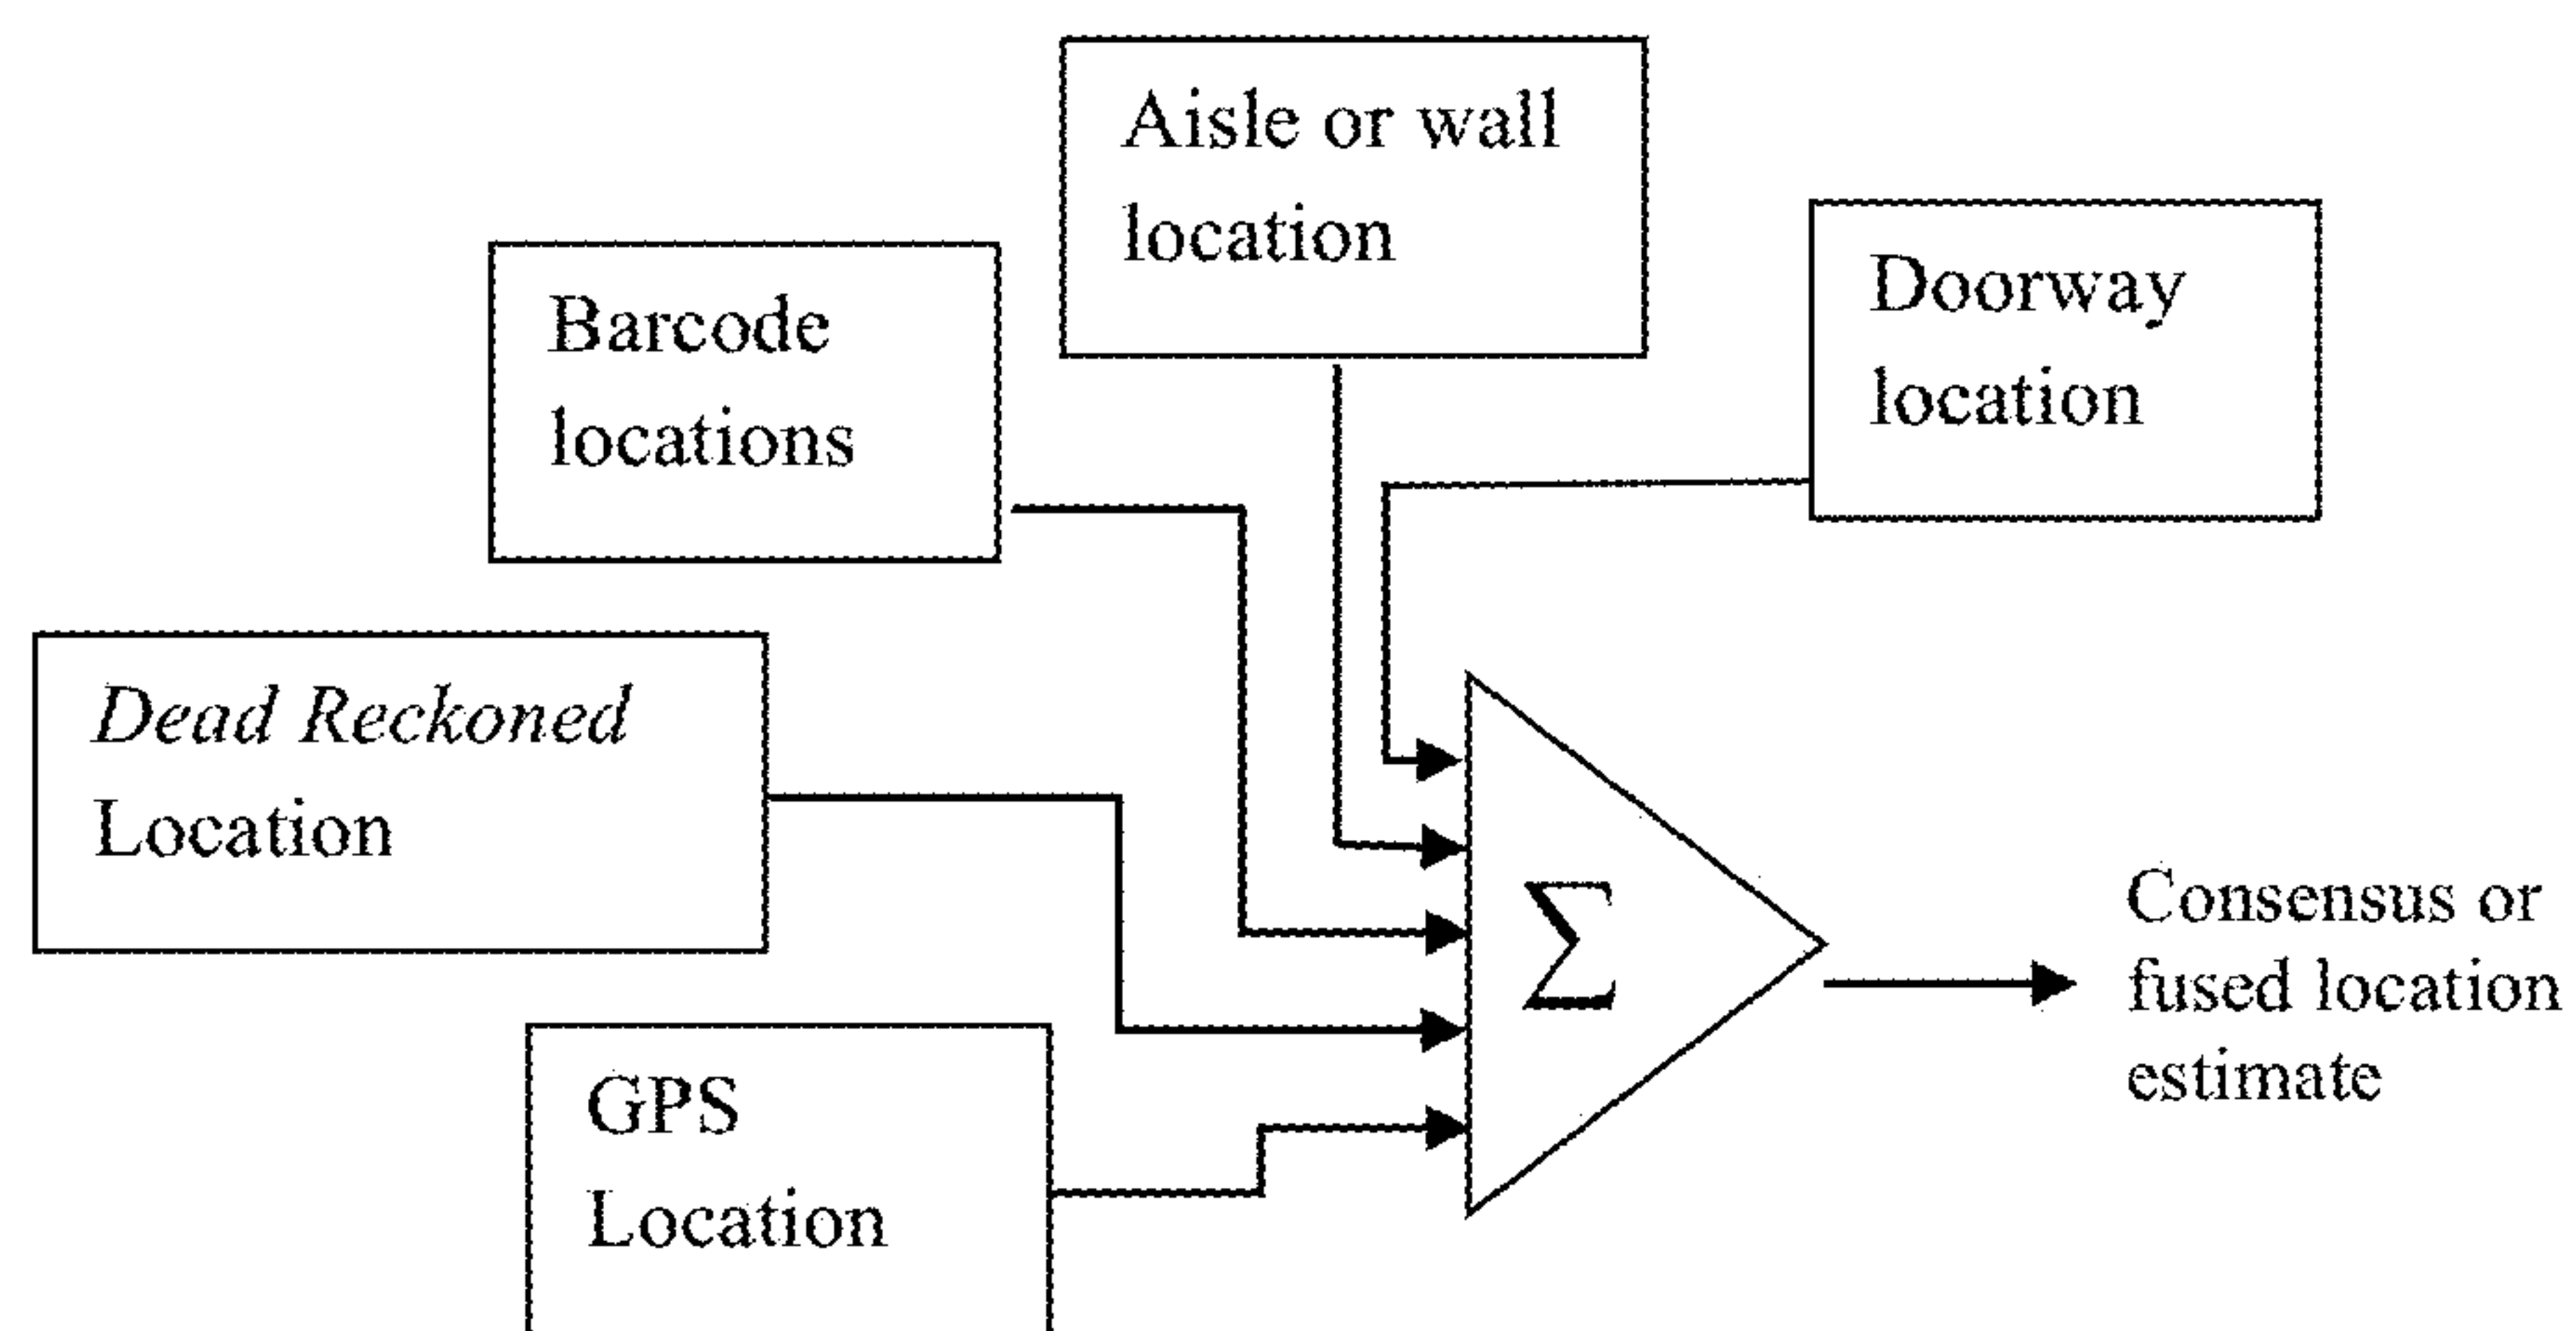 Aisle or wall
location
Doorway
location
Barcode
locations
Dead Reckoned
Location
Σ
Consensus or
fused location
estimate
GPS
Location